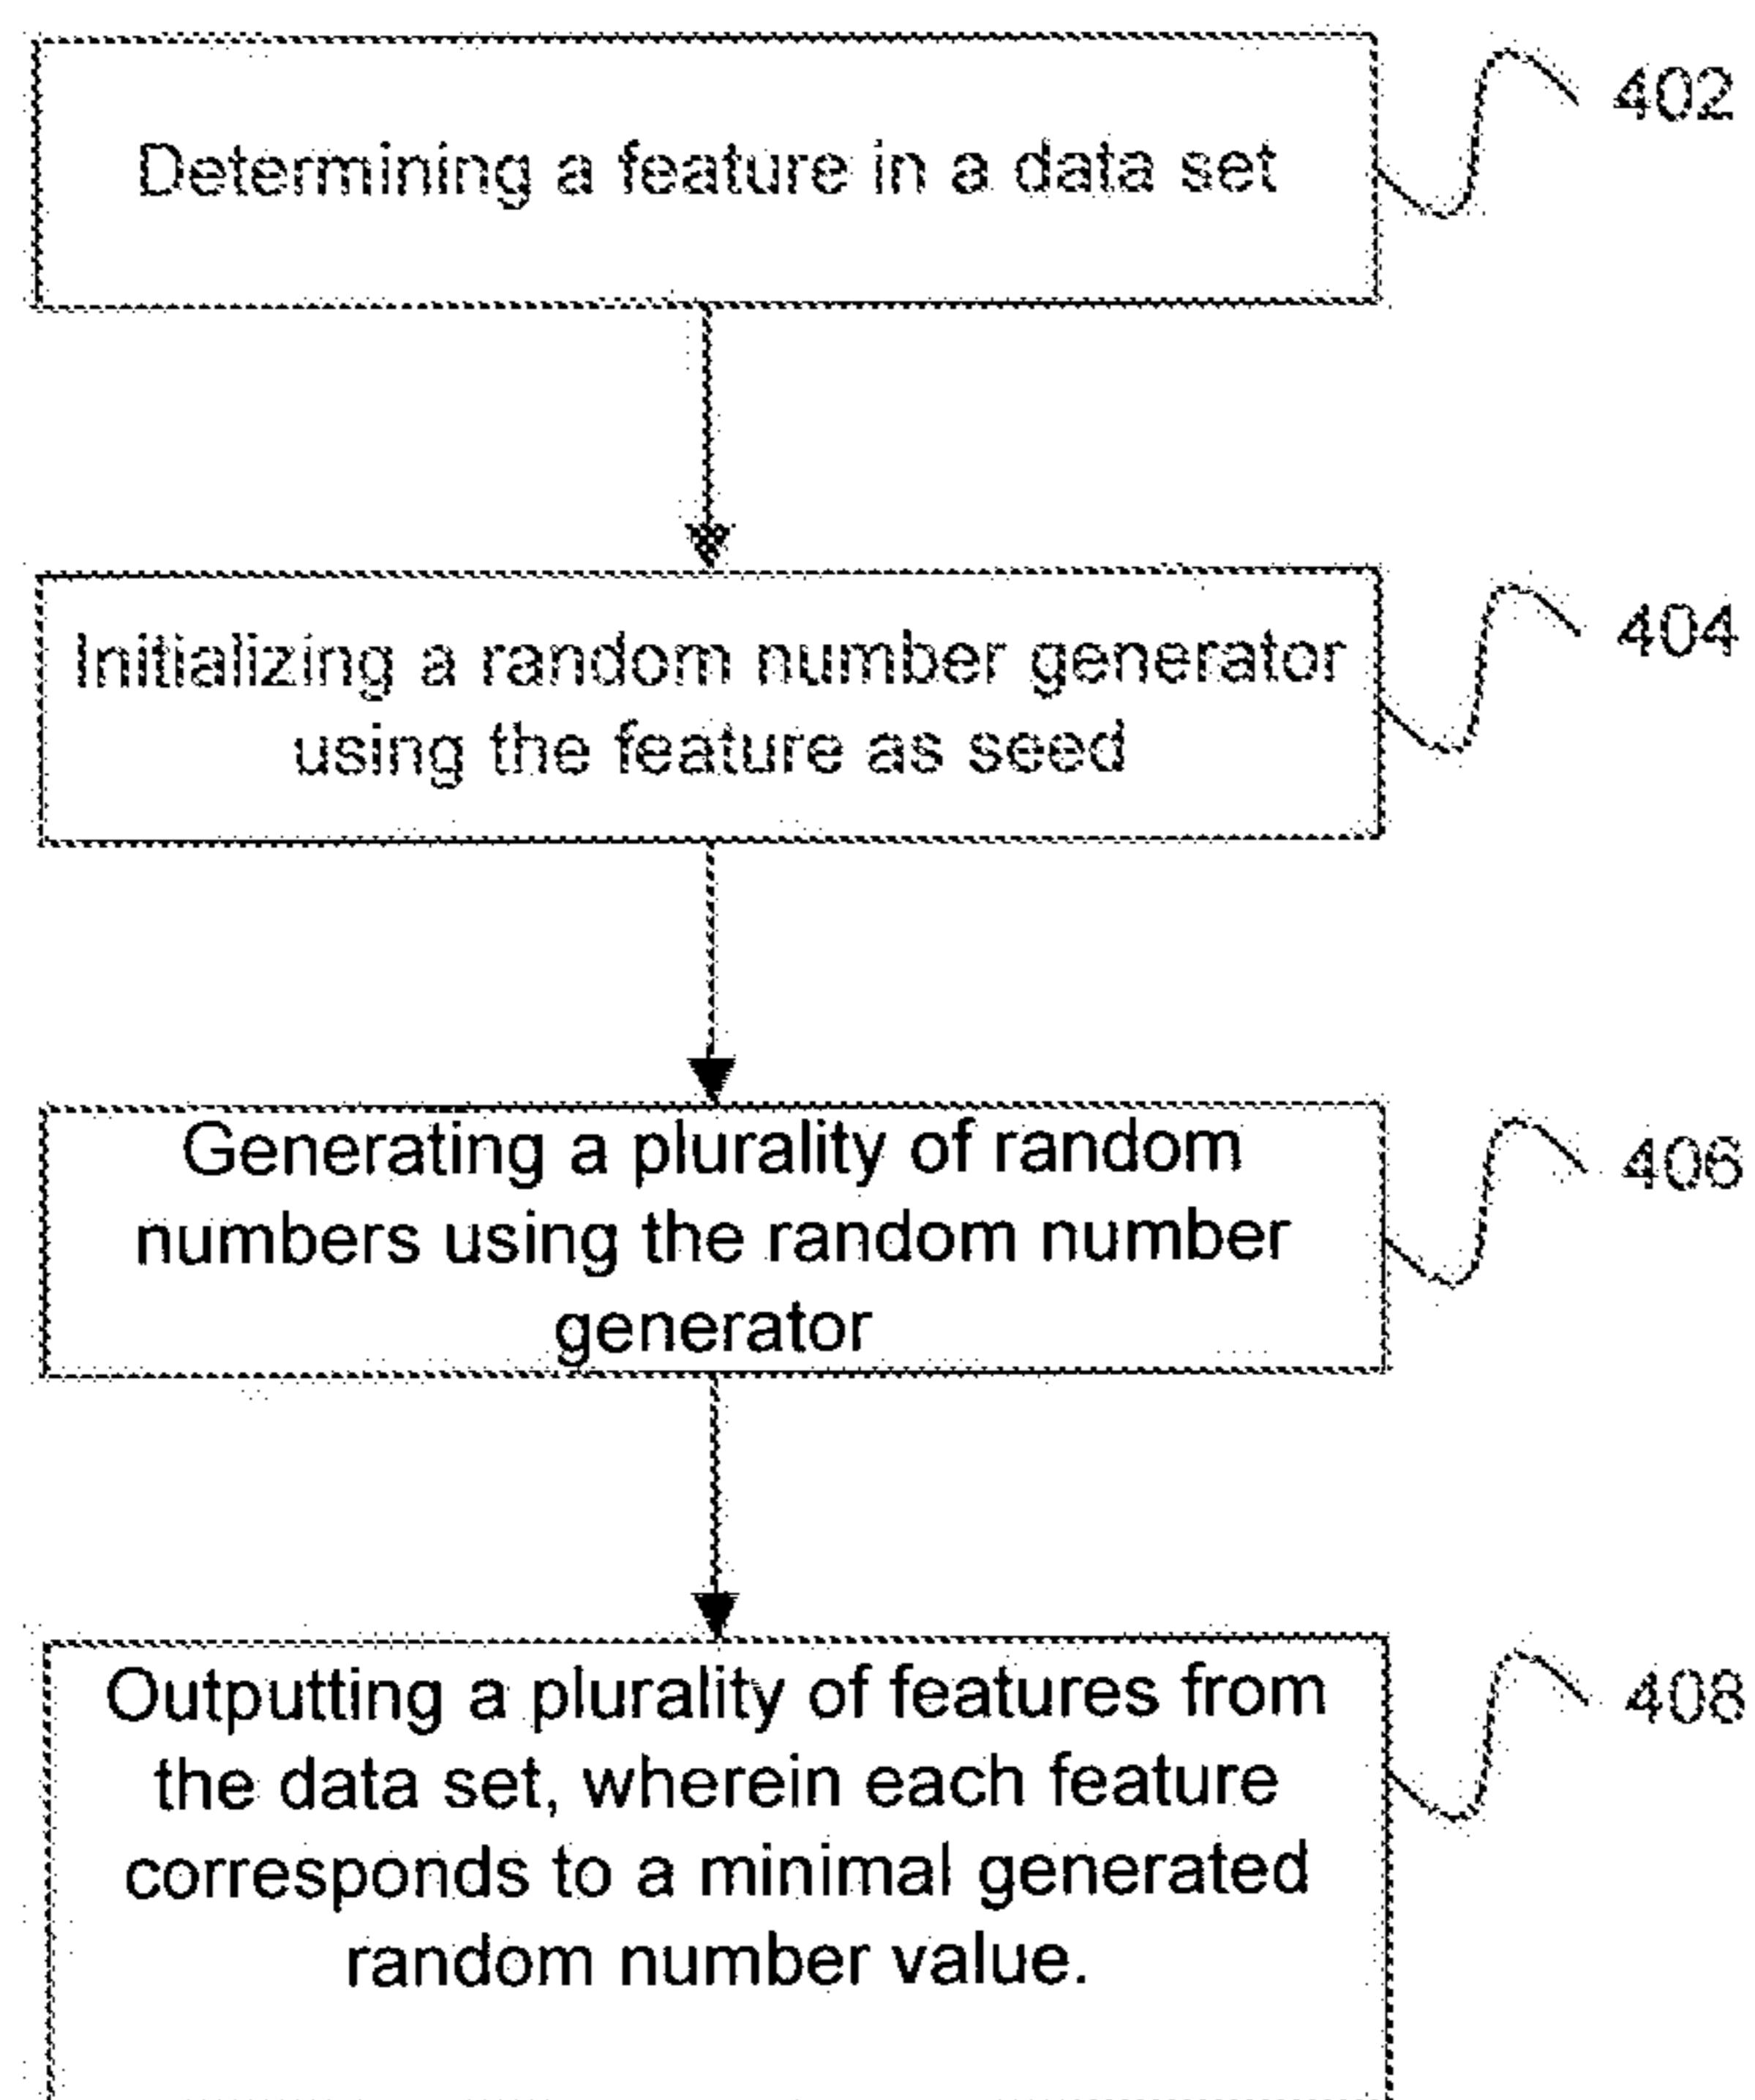 402
Determining a feature in a data set
404
Initializing a random number generator
using the feature as seed
406
Generating a plurality of random
numbers using the random number
generator
408
Outputting a plurality of features from
the data set, wherein each feature
corresponds to a minimal generated
random number value.